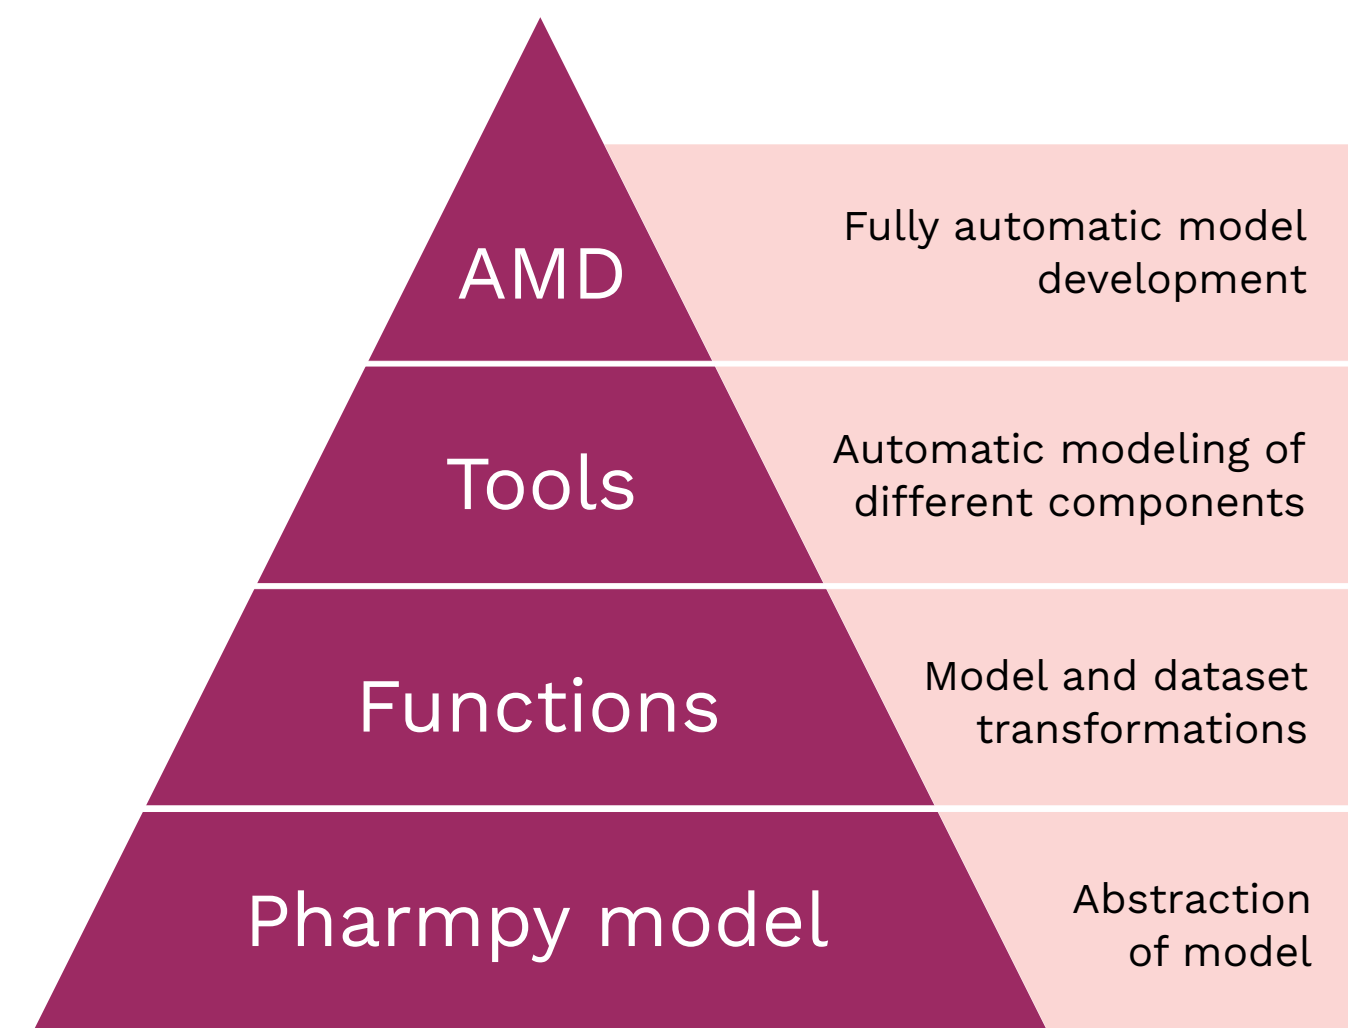 AMD
Fully automatic model
development
Tools
Automatic modeling of
different components
Functions
Model and dataset
transformations
Pharmpy model
Abstraction
of model